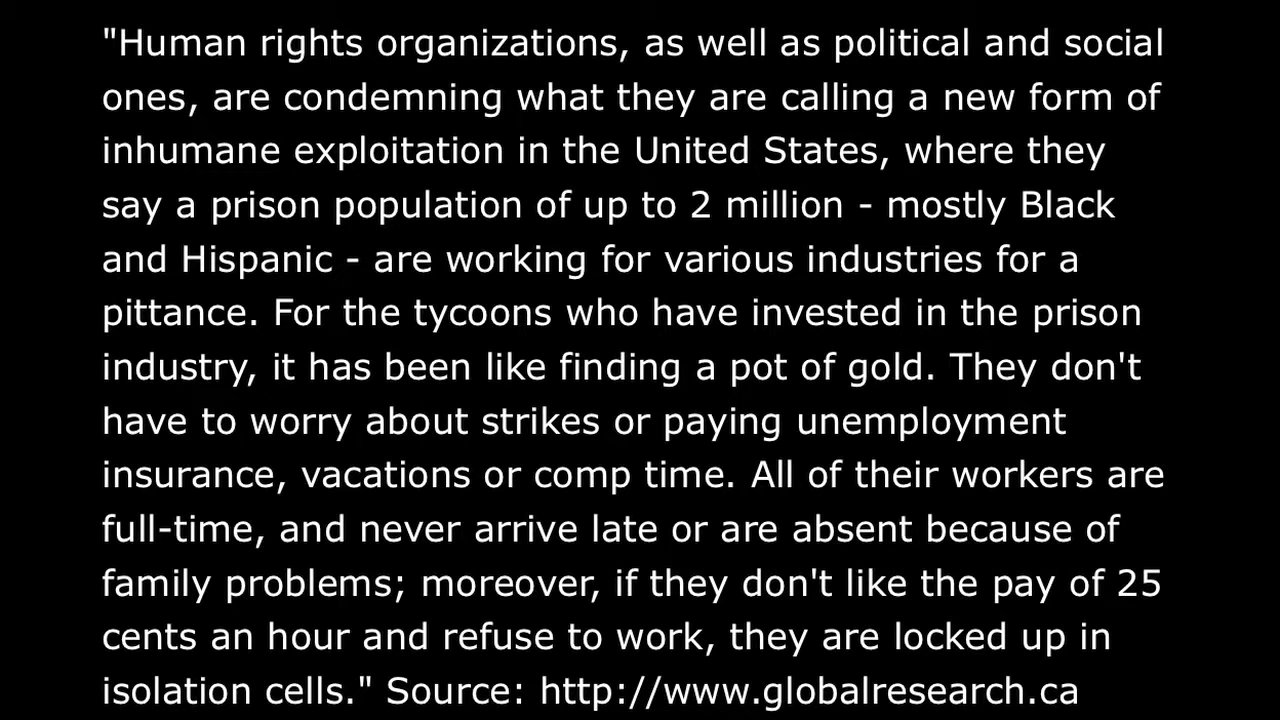 "Human rights organizations, as well as political and social
ones, are condemning what they are calling a new form of
inhumane exploitation in the United States, where they
say a prison population of up to 2 million - mostly Black
and Hispanic - are working for various industries for a
pittance. For the tycoons who have invested in the prison
industry, it has been like finding a pot of gold. They don't
have to worry about strikes or paying unemployment
insurance, vacations or comp time. All of their workers are
full-time, and never arrive late or are absent because of
family problems; moreover, if they don't like the pay of 25
cents an hour and refuse to work, they are locked up in
isolation cells." Source: http://www.globalresearch.ca